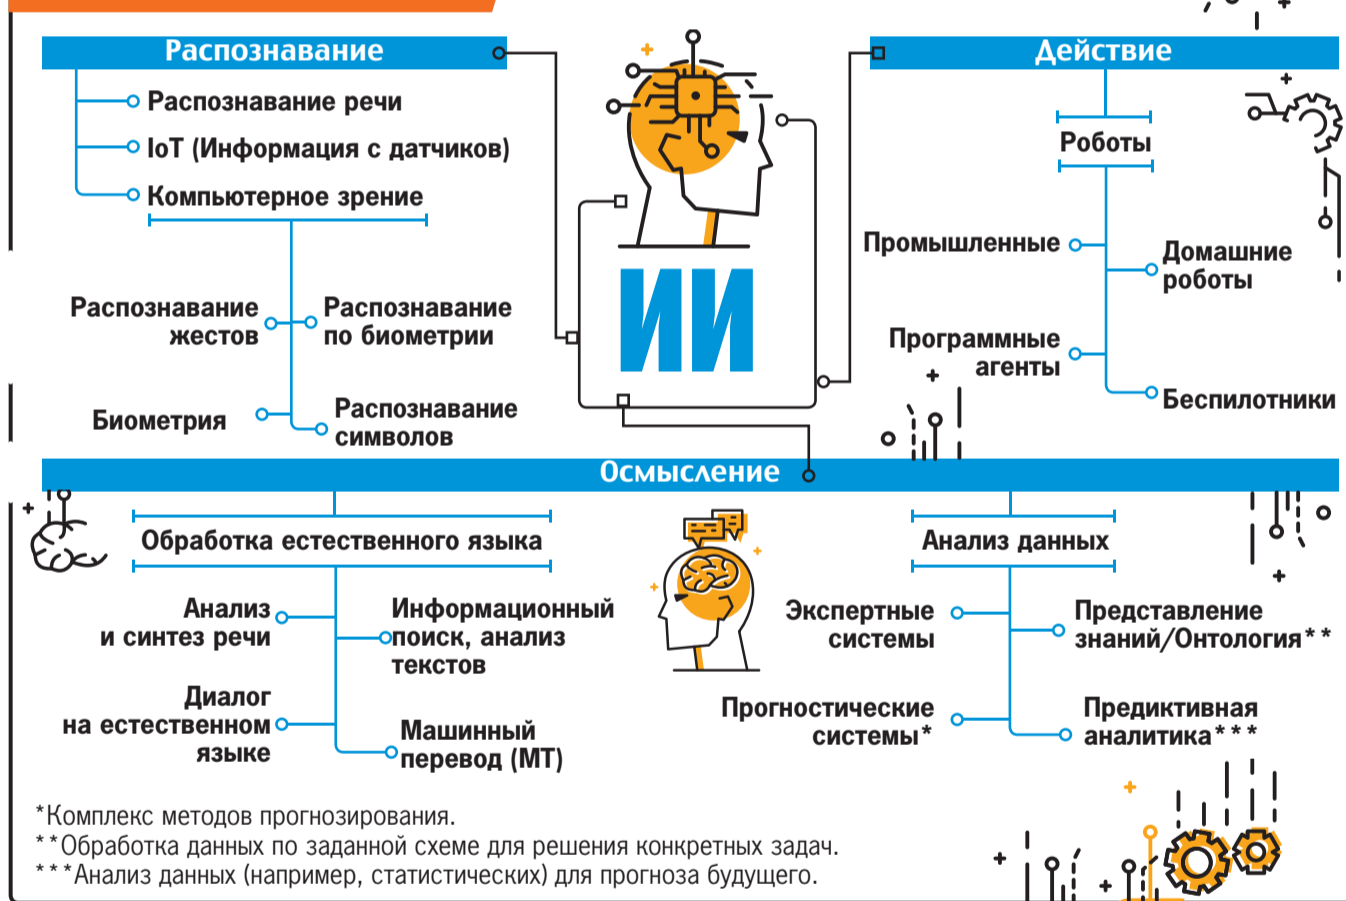 Распознавание
Распознавание речи
IoT (Информация с датчиков)
Компьютерное зрение
Распознавание
жестов
Распознавание
по биометрии
Биометрия
Распознавание
символов
ИИ
Действие
Роботы
Промышленные
Домашние
роботы
Программные
агенты
Беспилотники
Осмысление
Обработка естественного языка
Анализ
и синтез речи
Информационный
поиск, анализ
текстов
Диалог
на естественном
языке
Машинный
перевод (МТ)
Анализ данных
Экспертные
системы
Представление
знаний/Онтология**
Прогностические
системы*
Предиктивная
аналитика***
*Комплекс методов прогнозирования.
**Обработка данных по заданной схеме для решения конкретных задач.
***Анализ данных (например, статистических) для прогноза будущего.